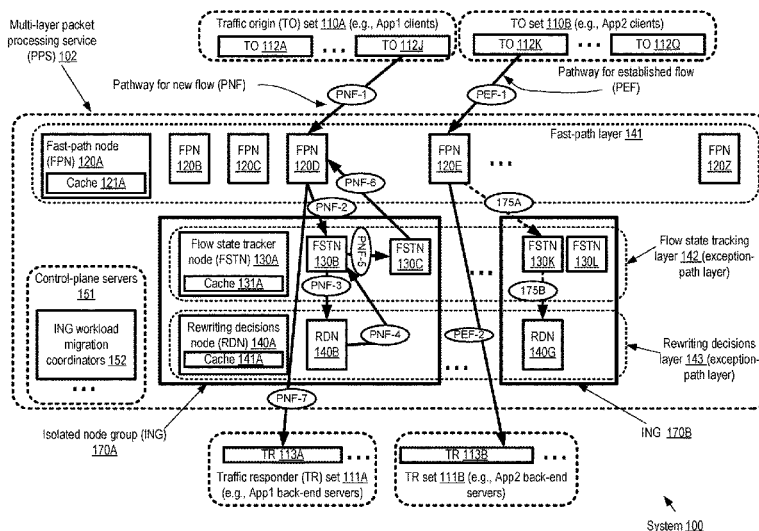 Multi-layer packet
processing service
(PPS) 102
Traffic origin (TO) set 110A (e.g., App1 clients)
TO 112A
TO 112J
TO set 110B (e.g., App2 clients)
TO 112K
TO 112Q
Pathway for new flow (PNF)
PNF-1
PEF-1
Pathway for established flow
(PEF)
Fast-path layer 141
Fast-path node
(FPN) 120A
Cache 121A
FPN
120B
FPN
120C
FPN
120D
FPN
120E
FPN
120Z
PNF-6
PNF-2
175A
Flow state tracker
node (FSTN) 130A
Cache 131A
FSTN
130B
PNF-5
FSTN
130C
FSTN
130K
FSTN
130L
Flow state tracking
layer 142 (exception-
path layer)
Control-plane servers
151
ING workload
migration
coordinators 152
PNF-3
175B
Rewriting decisions
node (RDN) 140A
Cache 141A
RDN
140B
PNF-4
PEF-2
RDN
140G
Rewriting decisions
layer 143 (exception-
path layer)
PNF-7
Isolated node group (ING)
170A
ING 170B
TR 113A
Traffic responder (TR) set 111A
(e.g., App1 back-end servers)
TR 113B
TR set 111B (e.g., App2 back-end
servers)
System 100